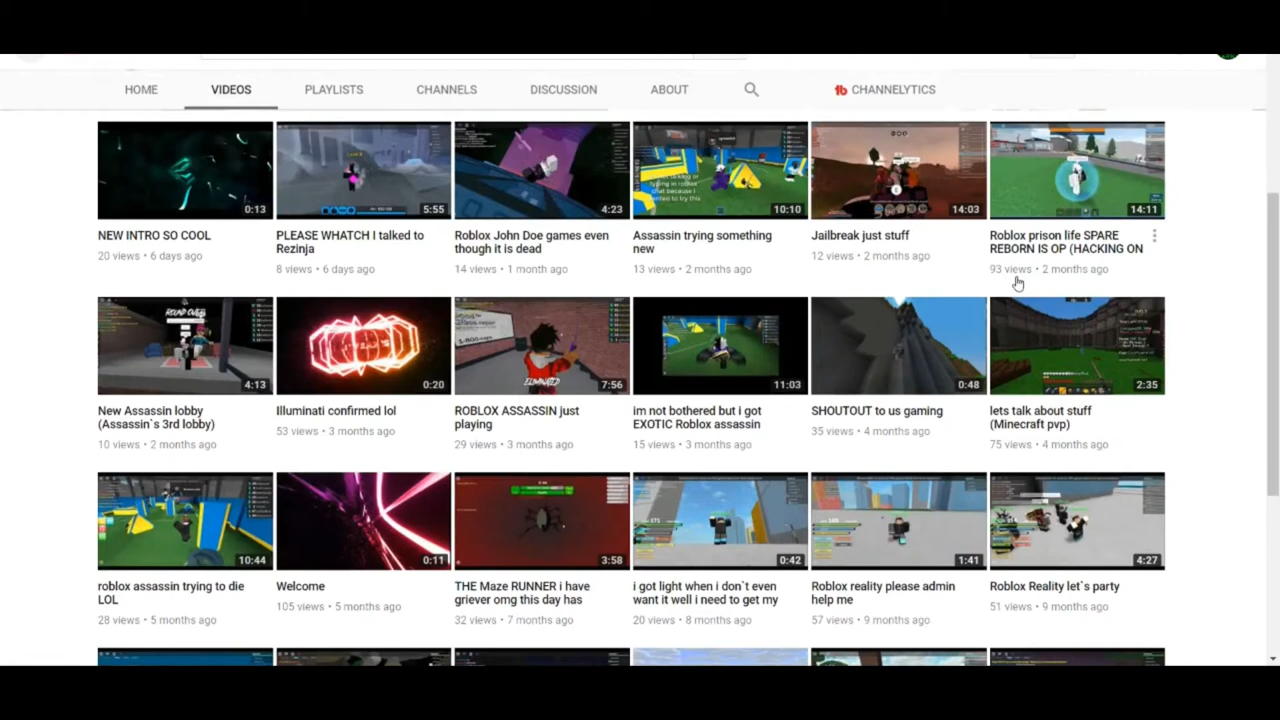 HOME VIDEOS PLAYLISTS CHANNELS DISCUSSION ABOUT CHANNELYTICS
0:13 5:55 4:23 10:10 14:03 14:11
NEW INTRO SO COOL
20 views • 6 days ago
PLEASE WHATCH I talked to
Rezinja
8 views • 6 days ago
Roblox John Doe games even
though it is dead
14 views • 1 month ago
Assassin trying something
new
13 views • 2 months ago
Jailbreak just stuff
12 views • 2 months ago
Roblox prison life SPARE
REBORN IS OP (HACKING ON
93 views • 2 months ago
ROUND OVER
ELIMINATED
4:13 0:20 7:56 11:03 0:48 2:35
New Assassin lobby
(Assassin`s 3rd lobby)
10 views • 2 months ago
Illuminati confirmed lol
53 views • 3 months ago
ROBLOX ASSASSIN just
playing
29 views • 3 months ago
im not bothered but i got
EXOTIC Roblox assassin
15 views • 3 months ago
SHOUTOUT to us gaming
35 views • 4 months ago
lets talk about stuff
(Minecraft pvp)
75 views • 4 months ago
10:44 0:11 3:58 0:42 1:41 4:27
roblox assassin trying to die
LOL
28 views • 5 months ago
Welcome
105 views • 5 months ago
THE Maze RUNNER i have
griever omg this day has
32 views • 7 months ago
i got light when i don`t even
want it well i need to get my
20 views • 8 months ago
Roblox reality please admin
help me
57 views • 9 months ago
Roblox Reality let`s party
51 views • 9 months ago